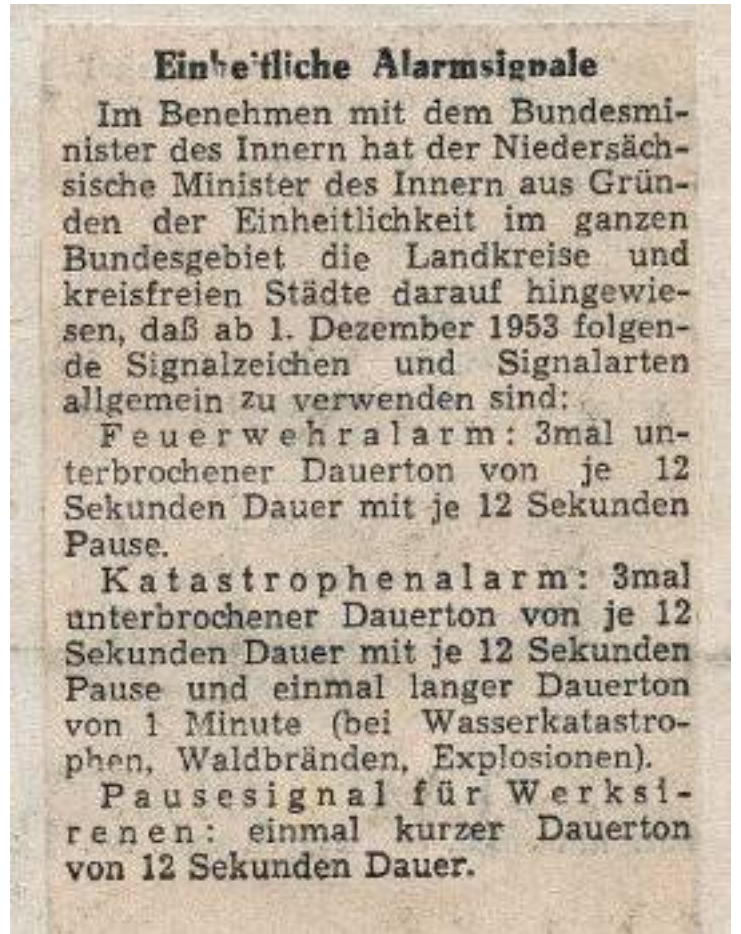 Einheitliche Alarmsignale
Im Benehmen mit dem Bundesmi-
nister des Innern hat der Niedersäch-
sische Minister des Innern aus Grün-
den der Einheitlichkeit im ganzen
Bundesgebiet die Landkreise und
kreisfreien Städte darauf hingewie-
sen, daß ab 1. Dezember 1953 folgen-
de Signalzeichen und Signalarten
allgemein zu verwenden sind:
Feuerwehralarm: 3mal un-
terbrochener Dauerton von je 12
Sekunden Dauer mit je 12 Sekunden
Pause.
Katastrophenalarm: 3mal
unterbrochener Dauerton von je 12
Sekunden Dauer mit je 12 Sekunden
Pause und einmal langer Dauerton
von 1 Minute (bei Wasserkatastro-
phen, Waldbränden, Explosionen).
Pausesignal für Werksi-
renen: einmal kurzer Dauerton
von 12 Sekunden Dauer.